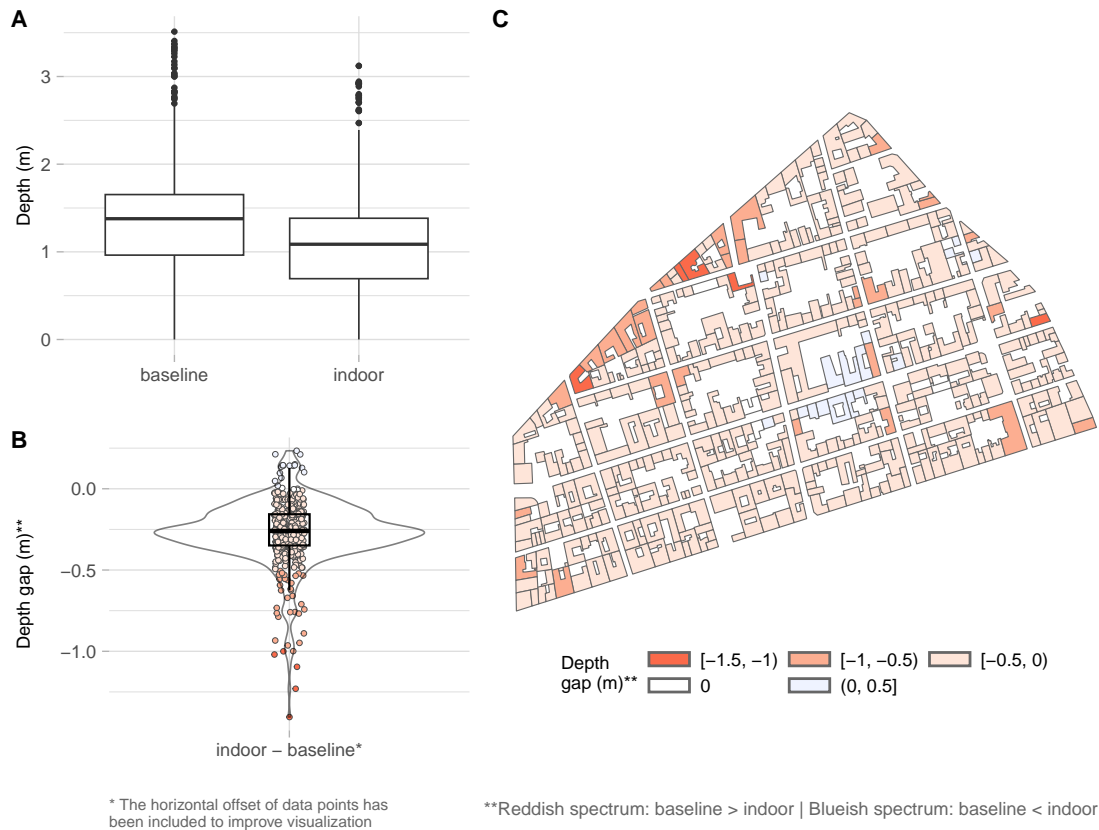 A
Depth (m)
3
2
1
0
baseline indoor
B
Depth gap (m)**
0.0
−0.5
−1.0
indoor − baseline*
* The horizontal offset of data points has
been included to improve visualization
C
Depth
gap (m)**
[−1.5, −1) [−1, −0.5) [−0.5, 0)
0 (0, 0.5]
**Reddish spectrum: baseline > indoor | Blueish spectrum: baseline < indoor